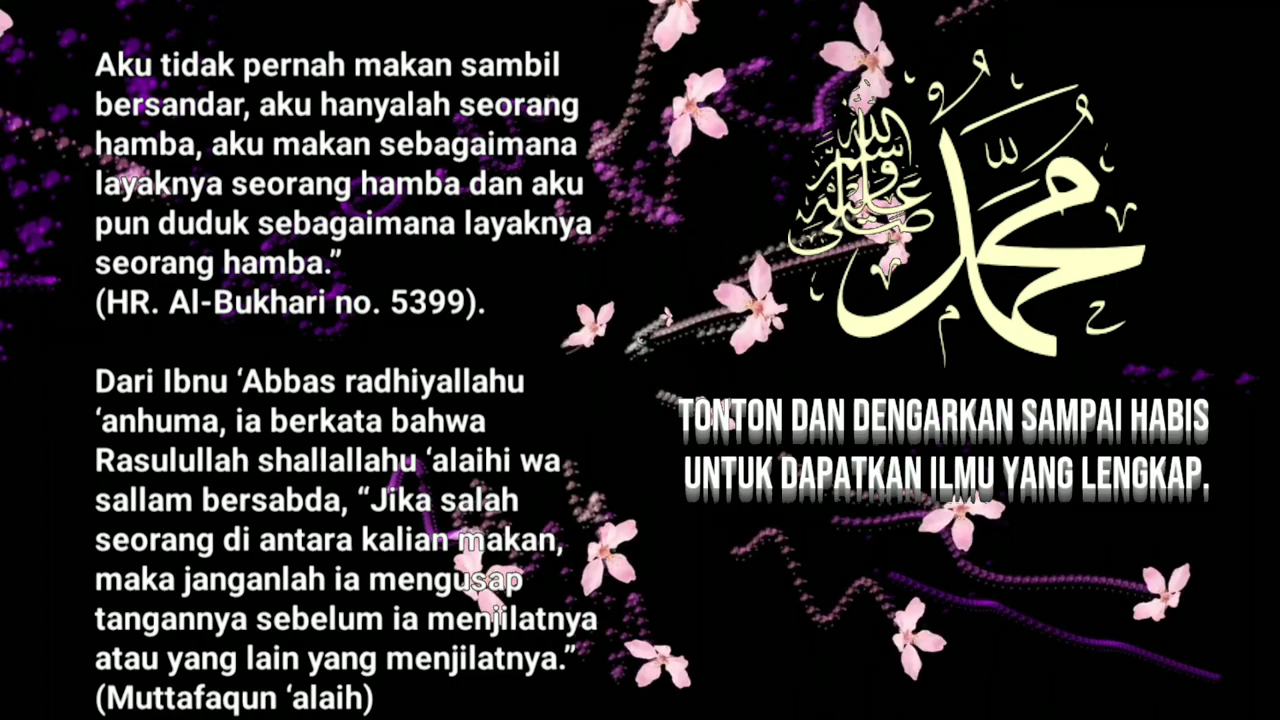 Aku tidak pernah makan sambil
bersandar, aku hanyalah seorang
hamba, aku makan sebagaimana
layaknya seorang hamba dan aku
pun duduk sebagaimana layaknya
seorang hamba.”
(HR. Al-Bukhari no. 5399).
Dari Ibnu ‘Abbas radhiyallahu
‘anhuma, ia berkata bahwa
Rasulullah shallallahu ‘alaihi wa
sallam bersabda, “Jika salah
seorang di antara kalian makan,
maka janganlah ia mengusap
tangannya sebelum ia menjilatnya
atau yang lain yang menjilatnya.”
(Muttafaqun ‘alaih)
محمد
صلى الله عليه وسلم
TONTON DAN DENGARKAN SAMPAI HABIS
UNTUK DAPATKAN ILMU YANG LENGKAP.